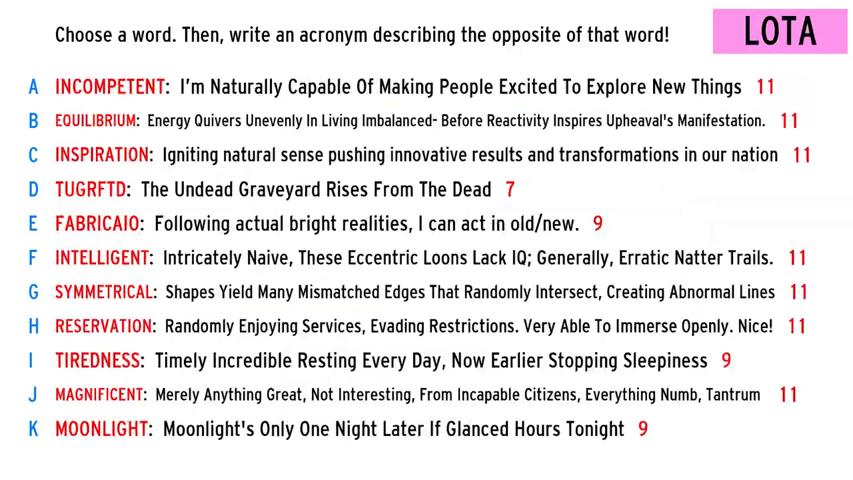 Choose a word. Then, write an acronym describing the opposite of that word!
LOTA
A INCOMPETENT: I'm Naturally Capable Of Making People Excited To Explore New Things 11
B EQUILIBRIUM: Energy Quivers Unevenly In Living Imbalanced- Before Reactivity Inspires Upheaval's Manifestation. 11
C INSPIRATION: Igniting natural sense pushing innovative results and transformations in our nation 11
D TUGRFTD: The Undead Graveyard Rises From The Dead 7
E FABRICAIO: Following actual bright realities, I can act in old/new. 9
F INTELLIGENT: Intricately Naive, These Eccentric Loons Lack IQ; Generally, Erratic Natter Trails. 11
G SYMMETRICAL: Shapes Yield Many Mismatched Edges That Randomly Intersect, Creating Abnormal Lines 11
H RESERVATION: Randomly Enjoying Services, Evading Restrictions. Very Able To Immerse Openly. Nice! 11
I TIREDNESS: Timely Incredible Resting Every Day, Now Earlier Stopping Sleepiness 9
J MAGNIFICENT: Merely Anything Great, Not Interesting, From Incapable Citizens, Everything Numb, Tantrum 11
K MOONLIGHT: Moonlight's Only One Night Later If Glanced Hours Tonight 9